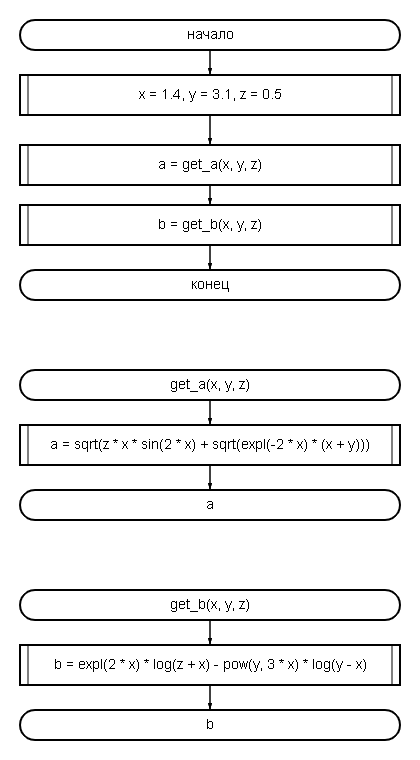 начало
x = 1.4, y = 3.1, z = 0.5
a = get_a(x, y, z)
b = get_b(x, y, z)
конец
get_a(x, y, z)
a = sqrt(z * x * sin(2 * x) + sqrt(expl(-2 * x) * (x + y)))
a
get_b(x, y, z)
b = expl(2 * x) * log(z + x) - pow(y, 3 * x) * log(y - x)
b